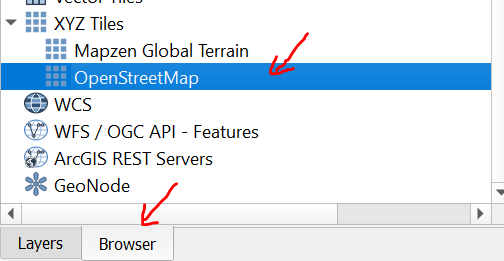 Vector Tiles
XYZ Tiles
Mapzen Global Terrain
OpenStreetMap
WCS
WFS / OGC API - Features
ArcGIS REST Servers
GeoNode
Layers
Browser